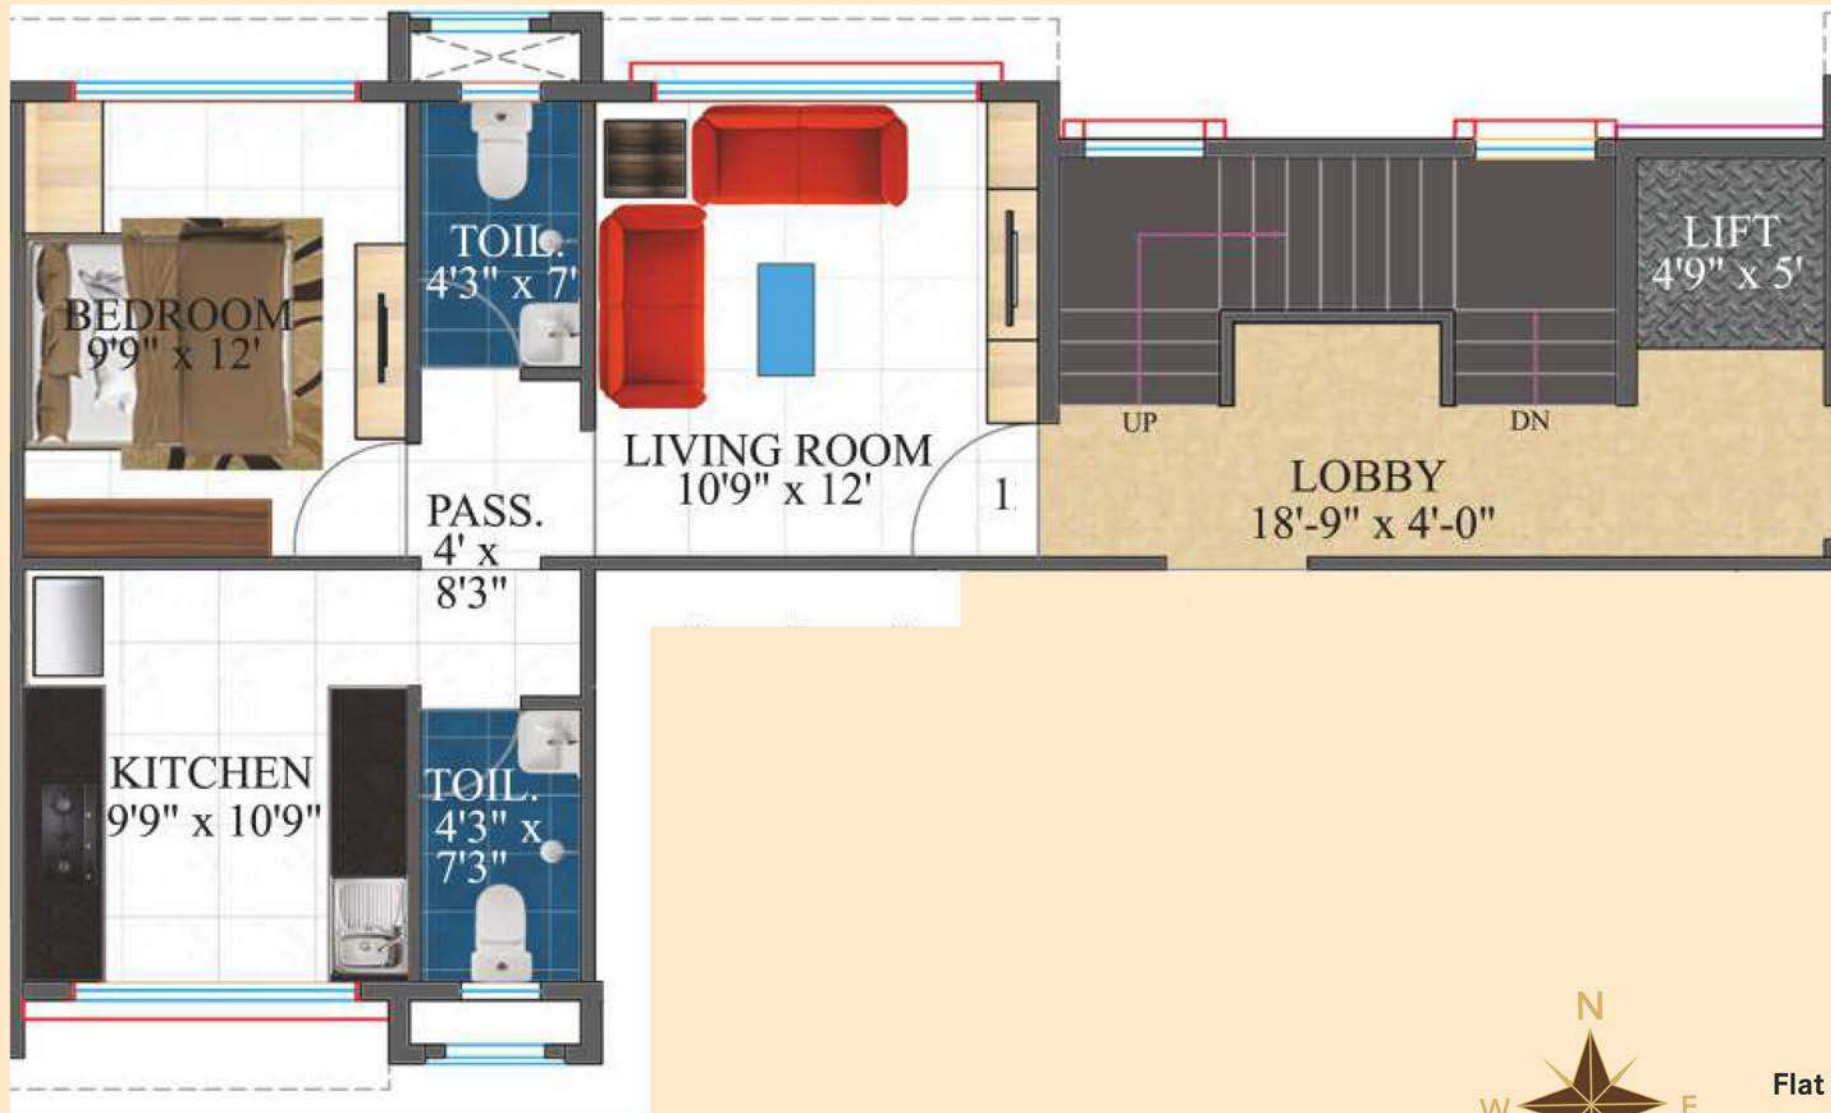 TOIL.
4'3" x 7'
BEDROOM
9'9" x 12'
LIVING ROOM
10'9" x 12'
PASS.
4' x
8'3"
1
UP
DN
LIFT
4'9" x 5'
LOBBY
18'-9" x 4'-0"
KITCHEN
9'9" x 10'9"
TOIL.
4'3" x
7'3"
N
W
E
Flat